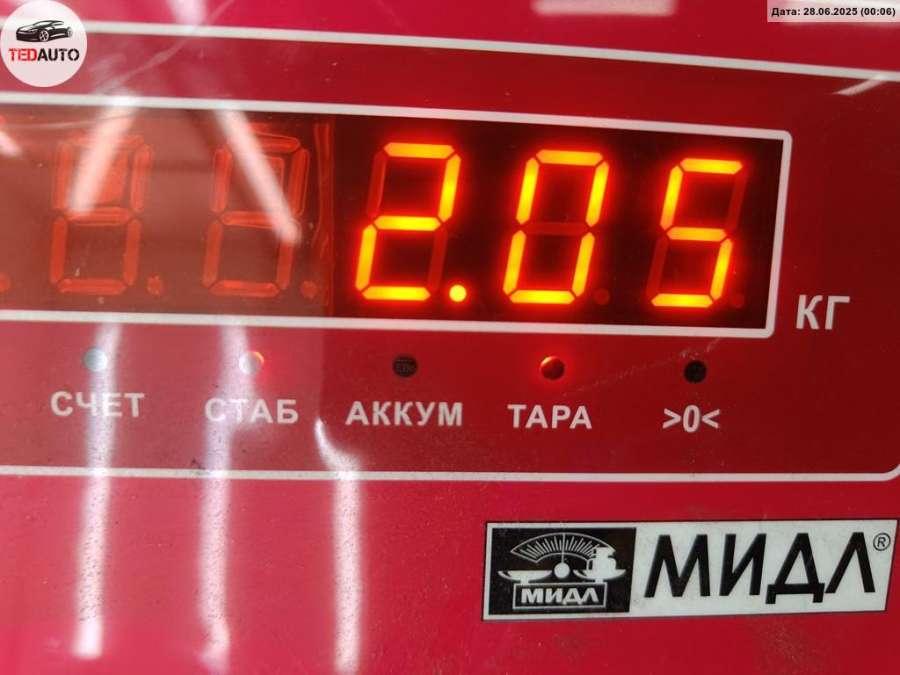 Дата: 28.06.2025 (00:06)
TEDAUTO
2.05
КГ
СЧЕТ СТАБ АККУМ ТАРА >0<
МИДЛ МИДЛ®